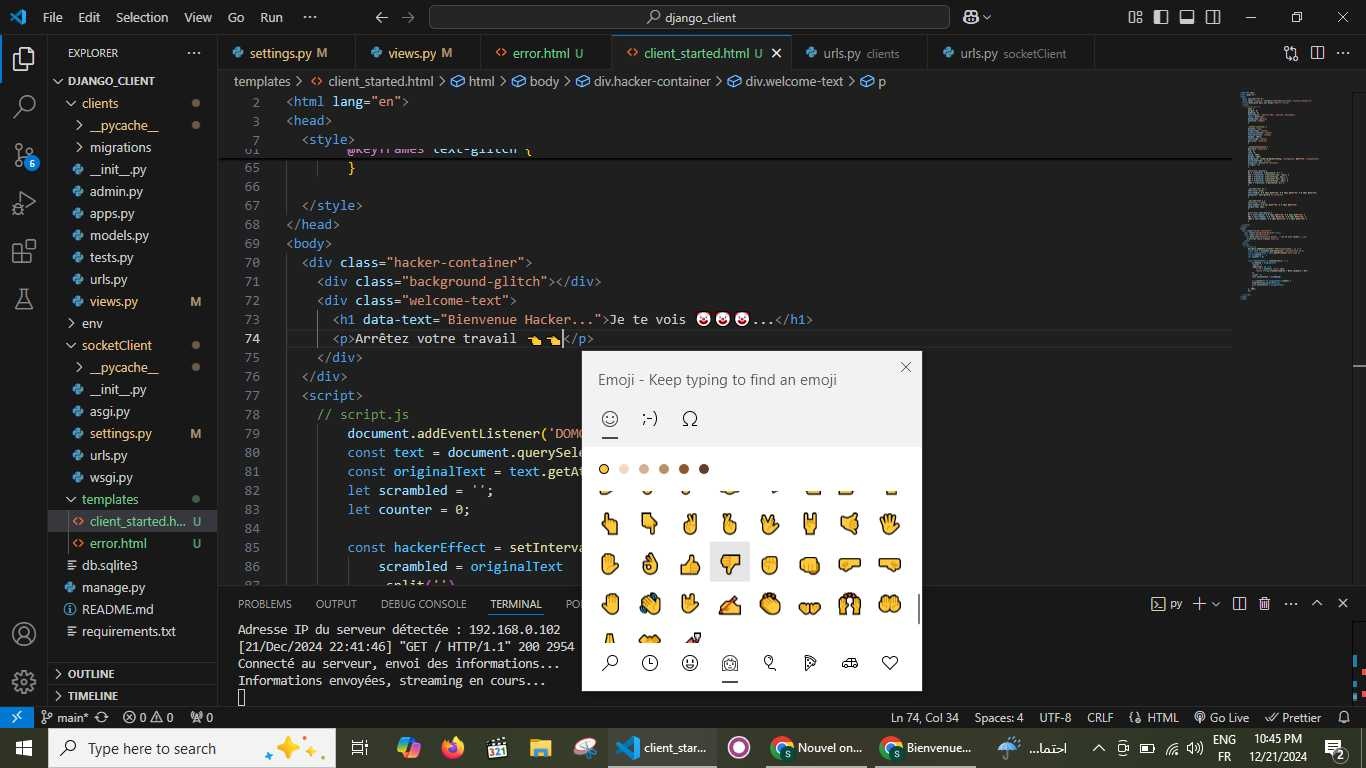 File Edit Selection View Go Run ··· django_client
EXPLORER ···
DJANGO_CLIENT
clients
__pycache__
migrations
__init__.py
admin.py
apps.py
models.py
tests.py
urls.py
views.py M
env
socketClient
__pycache__
__init__.py
asgi.py
settings.py M
urls.py
wsgi.py
templates
client_started.h... U
error.html U
db.sqlite3
manage.py
README.md
requirements.txt
OUTLINE
TIMELINE
6
settings.py M views.py M error.html U client_started.html U urls.py clients urls.py socketClient
templates > client_started.html > html > body > div.hacker-container > div.welcome-text > p
2 <html lang="en">
3 <head>
7 <style>
61 @keyframes text-glitch {
65 }
66
67 </style>
68 </head>
69 <body>
70 <div class="hacker-container">
71 <div class="background-glitch"></div>
72 <div class="welcome-text">
73 <h1 data-text="Bienvenue Hacker...">Je te vois 🤡🤡🤡...</h1>
74 <p>Arrêtez votre travail 👈👈</p>
75 </div>
76 </div>
77 <script>
78 // script.js
79 document.addEventListener('DOMC
80 const text = document.querySele
81 const originalText = text.getAt
82 let scrambled = '';
83 let counter = 0;
84
85 const hackerEffect = setInterva
86 scrambled = originalText
87 .split('')
Emoji - Keep typing to find an emoji
;-) Ω
PROBLEMS OUTPUT DEBUG CONSOLE TERMINAL PO
py
Adresse IP du serveur détectée : 192.168.0.102
[21/Dec/2024 22:41:46] "GET / HTTP/1.1" 200 2954
Connecté au serveur, envoi des informations...
Informations envoyées, streaming en cours...
main* 0 0 0 Ln 74, Col 34 Spaces: 4 UTF-8 CRLF HTML Go Live Prettier
Type here to search
321
client_star...
Nouvel on...
Bienvenue...
احتما...
ENG
FR
10:45 PM
12/21/2024
2